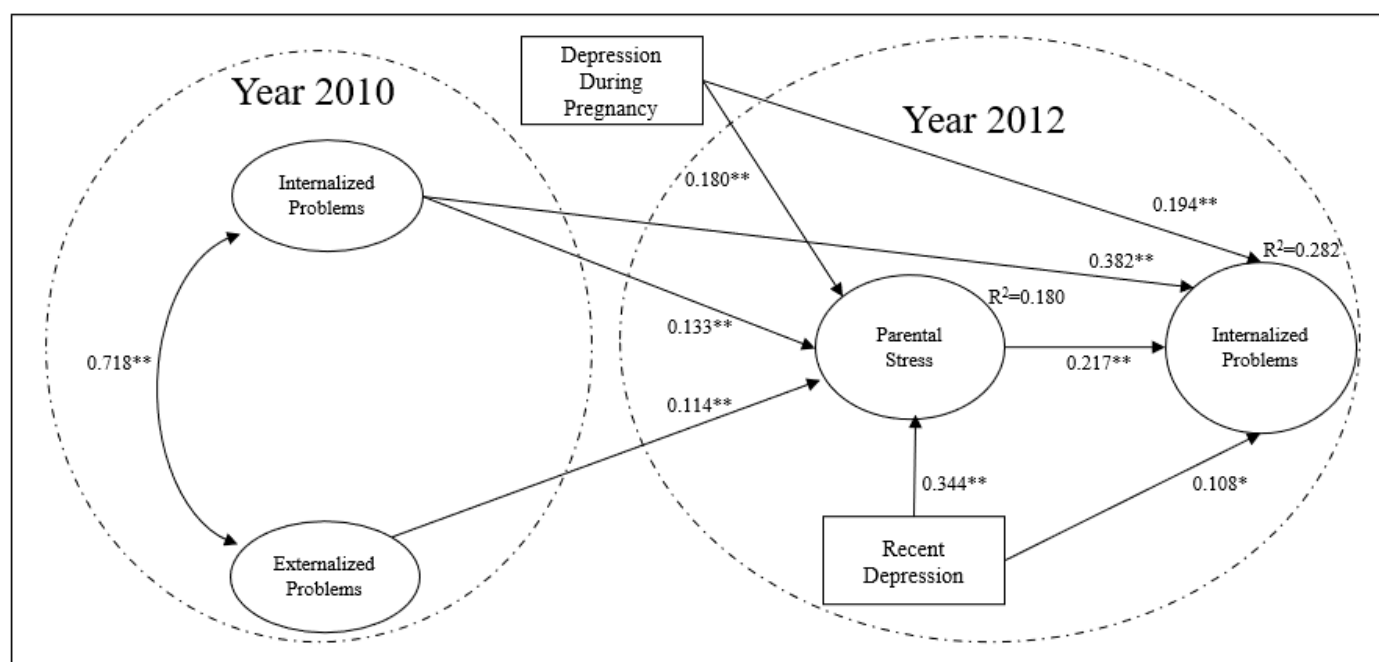 Depression
During
Pregnancy
Year 2010
Year 2012
Internalized
Problems
0.180**
0.194**
R²=0.282
0.382**
R²=0.180
0.133**
Parental
Stress
Internalized
Problems
0.718**
0.217**
0.114**
0.344**
0.108*
Recent
Depression
Externalized
Problems